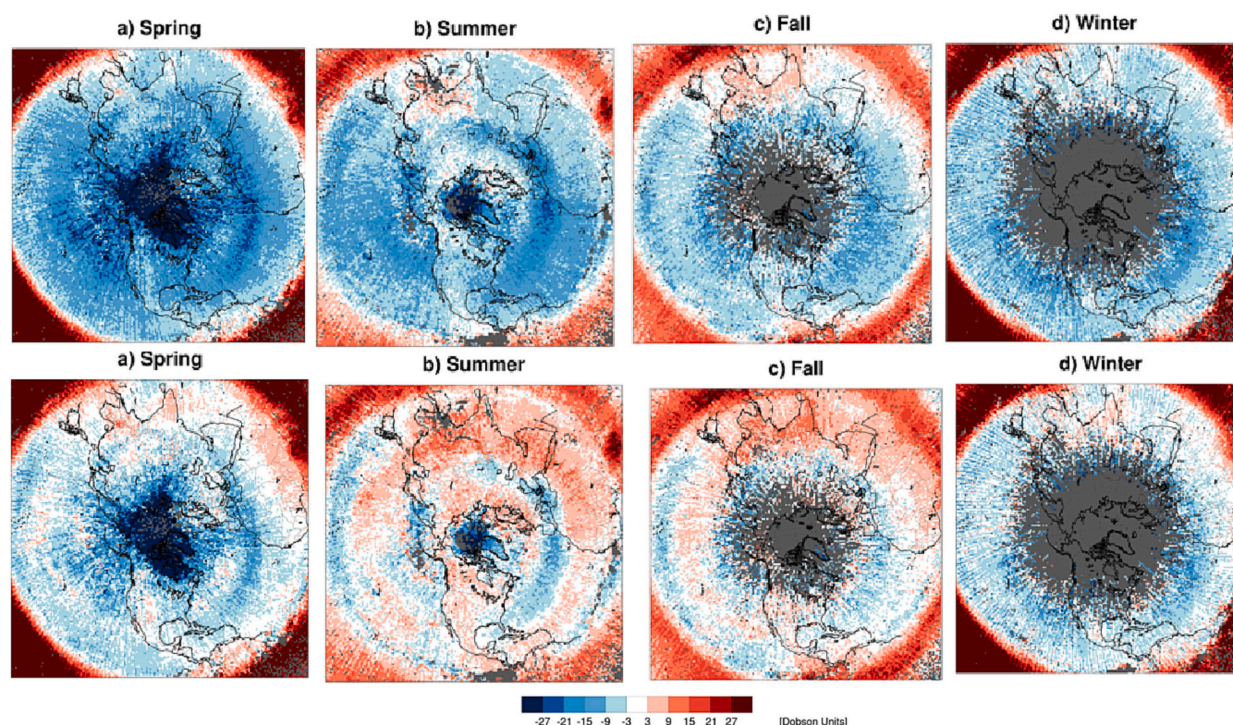 a) Spring
b) Summer
c) Fall
d) Winter
a) Spring
b) Summer
c) Fall
d) Winter
-27 -21 -15 -9 -3 3 9 15 21 27 [Dobson Units]